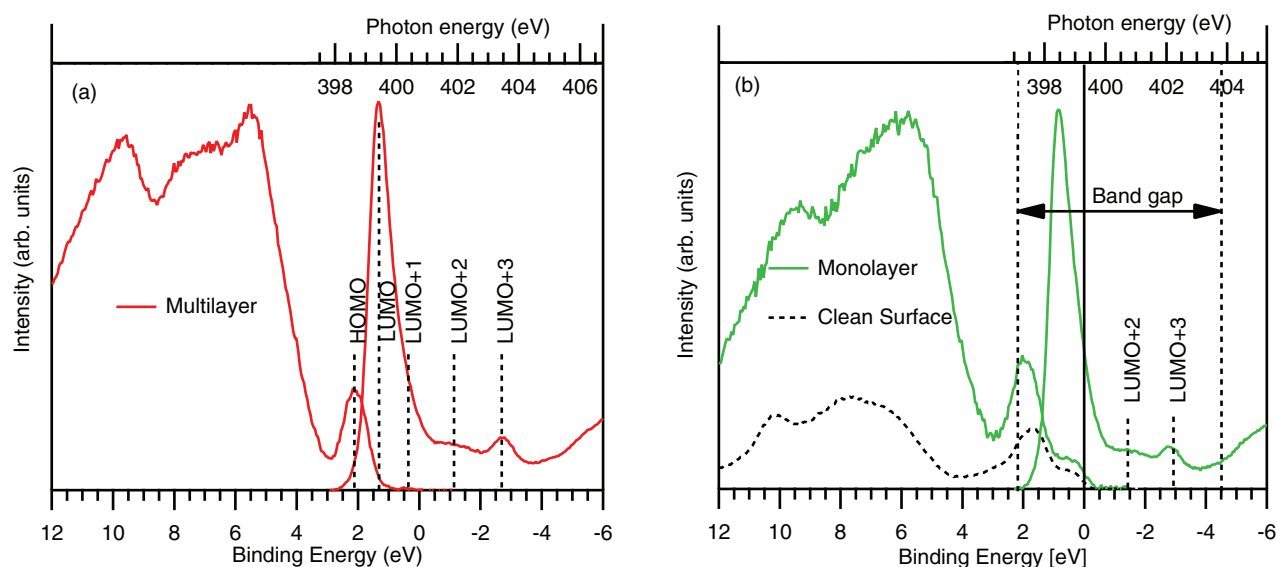 Photon energy (eV)
398 400 402 404 406
(a)
Intensity (arb. units)
Multilayer
HOMO
LUMO
LUMO+1
LUMO+2
LUMO+3
12 10 8 6 4 2 0 -2 -4 -6
Binding Energy (eV)
Photon energy (eV)
398 400 402 404
(b)
Intensity (arb. units)
Band gap
Monolayer
Clean Surface
LUMO+2
LUMO+3
12 10 8 6 4 2 0 -2 -4 -6
Binding Energy [eV]